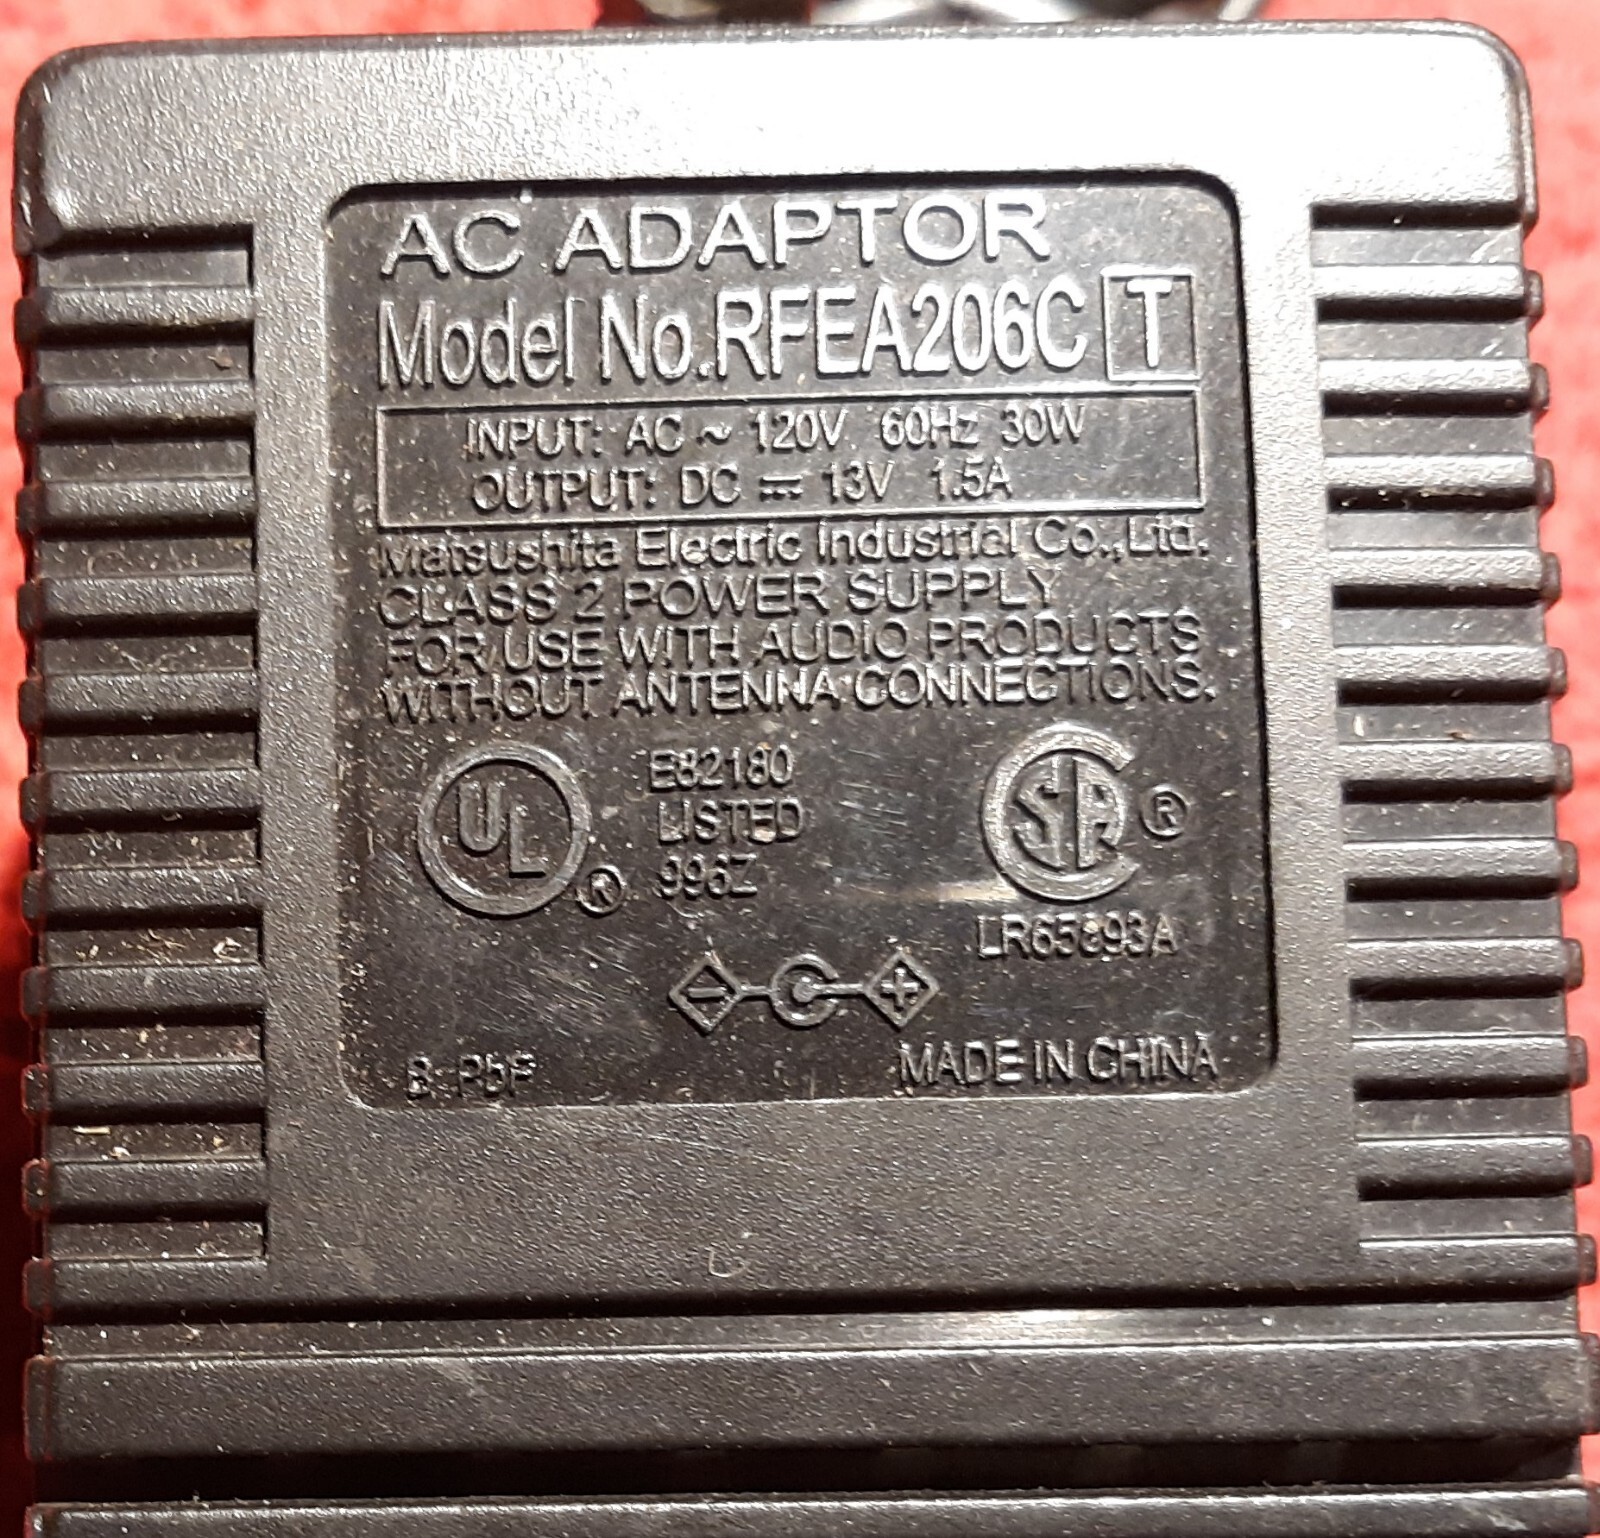 AC ADAPTOR
Model No.RFEA206C T
INPUT: AC ~ 120V 60Hz 30W
OUTPUT: DC ⎓ 13V 1.5A
Matsushita Electric Industrial Co.,Ltd.
CLASS 2 POWER SUPPLY
FOR USE WITH AUDIO PRODUCTS
WITHOUT ANTENNA CONNECTIONS.
UL ®
E82180
LISTED
996Z
CSA ®
LR65893A
- +
B: PbF
MADE IN CHINA